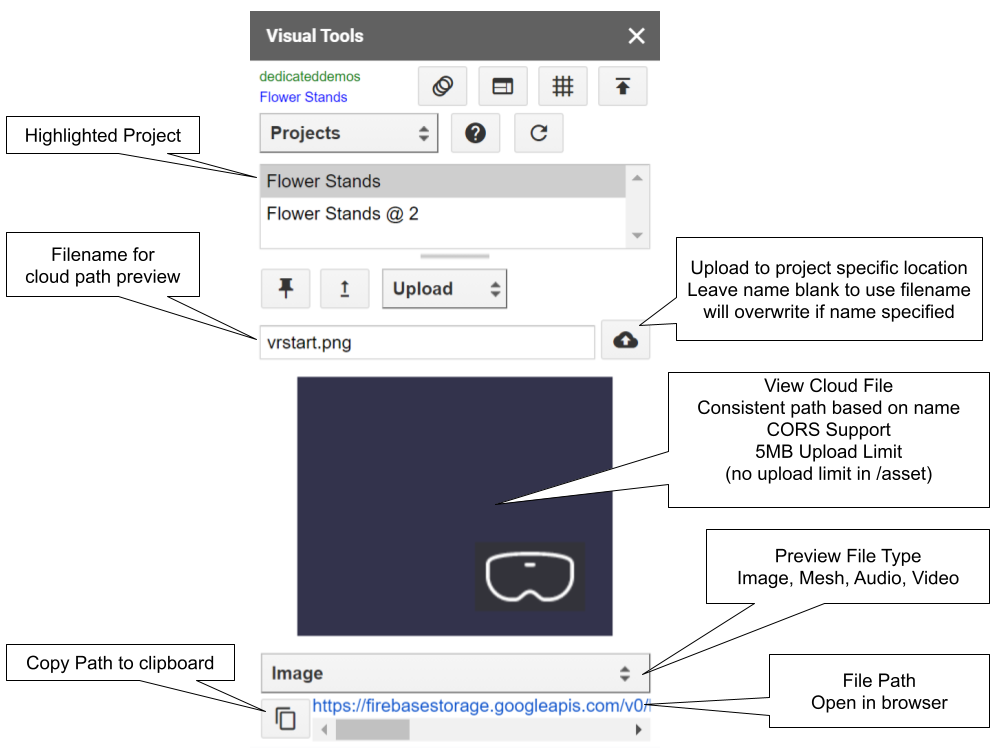 Visual Tools
dedicateddemos
Flower Stands
Projects
Highlighted Project
Flower Stands
Flower Stands @ 2
Filename for
cloud path preview
Upload
Upload to project specific location
Leave name blank to use filename
will overwrite if name specified
vrstart.png
View Cloud File
Consistent path based on name
CORS Support
5MB Upload Limit
(no upload limit in /asset)
Preview File Type
Image, Mesh, Audio, Video
Copy Path to clipboard
Image
File Path
Open in browser
https://firebasestorage.googleapis.com/v0/